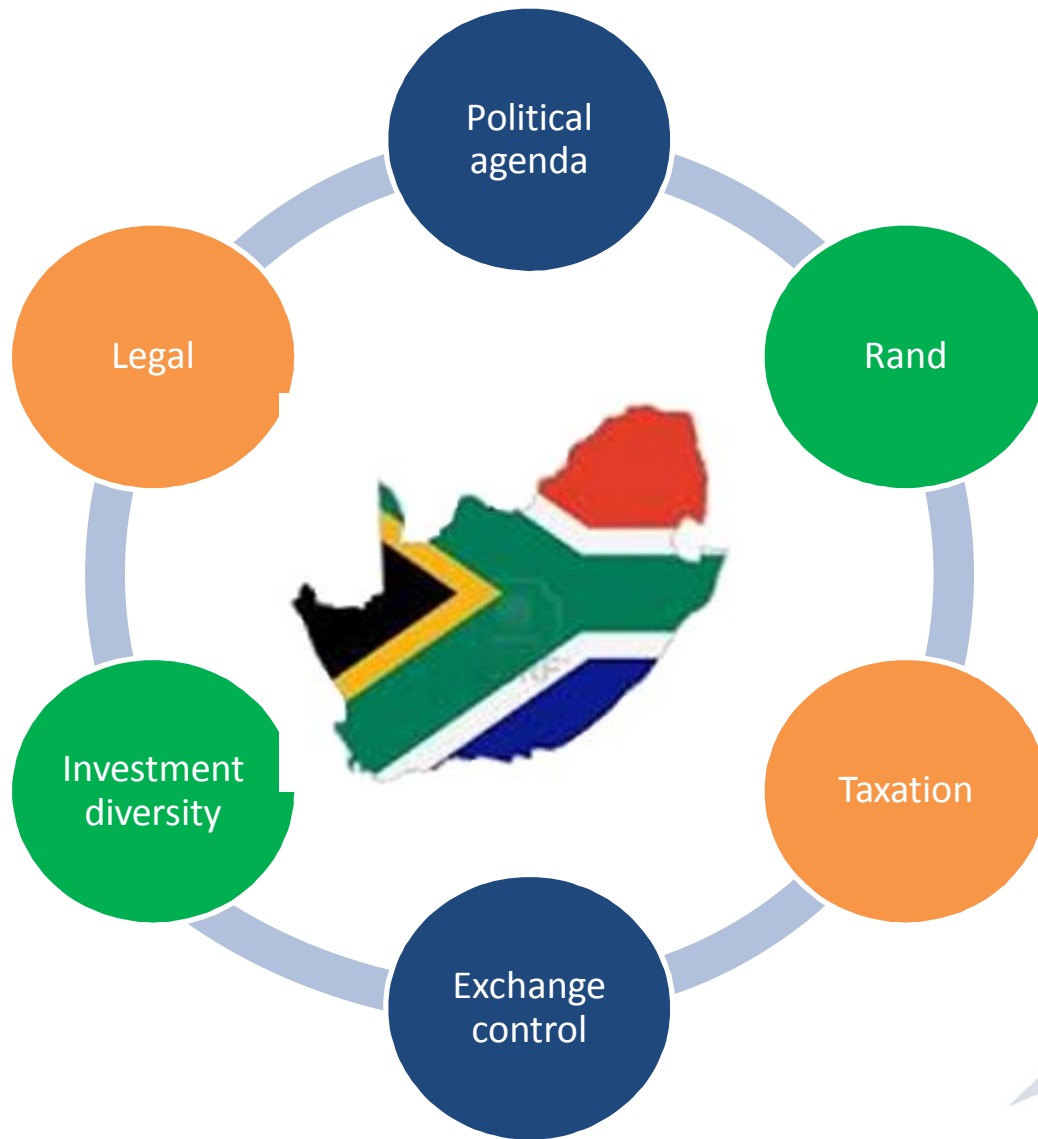 Political
agenda
Rand
Taxation
Exchange
control
Investment
diversity
Legal